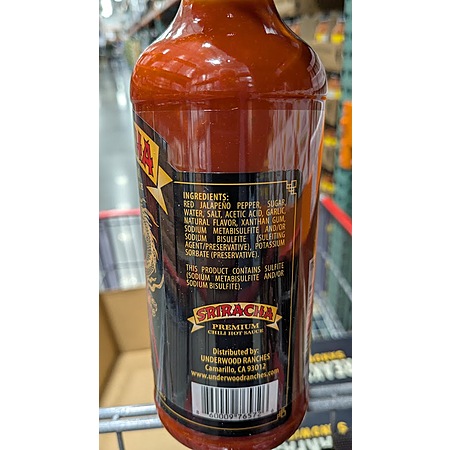 HA
INGREDIENTS:
RED JALAPEÑO PEPPER, SUGAR,
WATER, SALT, ACETIC ACID, GARLIC,
NATURAL FLAVOR, XANTHAN GUM,
SODIUM METABISULFITE AND/OR
SODIUM BISULFITE (SULFITING
AGENT/PRESERVATIVE), POTASSIUM
SORBATE (PRESERVATIVE).
THIS PRODUCT CONTAINS SULFITE
(SODIUM METABISULFITE AND/OR
SODIUM BISULFITE).
SRIRACHA
PREMIUM
CHILI HOT SAUCE
Distributed by:
UNDERWOOD RANCHES
Camarillo, CA 93012
www.underwoodranches.com